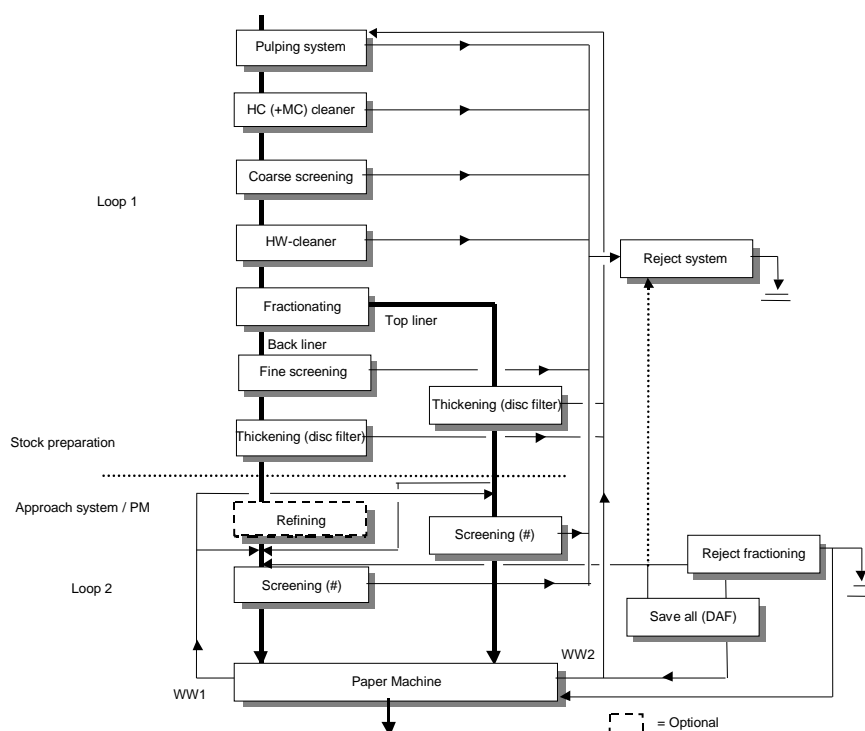 Pulping system
HC (+MC) cleaner
Coarse screening
Loop 1
HW-cleaner
Reject system
Fractionating
Top liner
Back liner
Fine screening
Thickening (disc filter)
Thickening (disc filter)
Stock preparation
Approach system / PM
Refining
Screening (#)
Reject fractioning
Loop 2
Screening (#)
Save all (DAF)
WW2
Paper Machine
WW1
= Optional